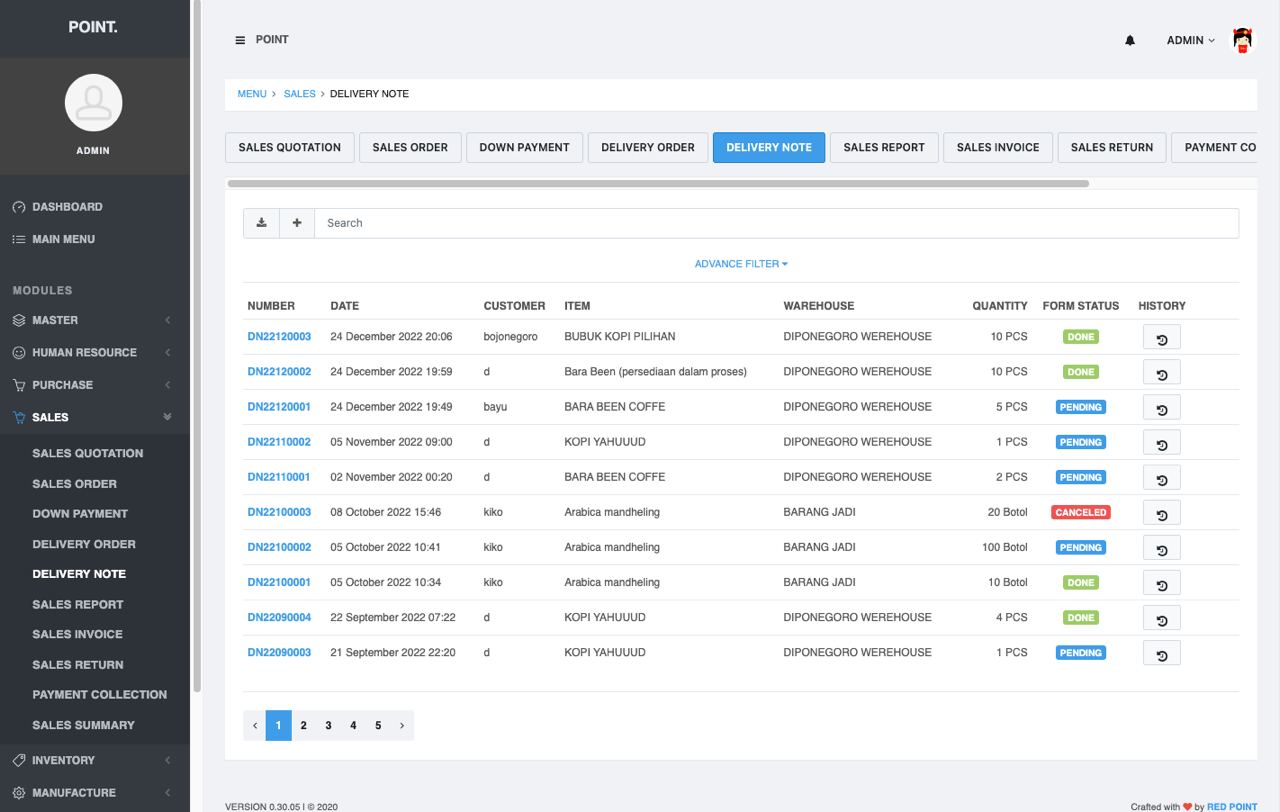 POINT.
ADMIN
DASHBOARD
MAIN MENU
MODULES
MASTER
HUMAN RESOURCE
PURCHASE
SALES
SALES QUOTATION
SALES ORDER
DOWN PAYMENT
DELIVERY ORDER
DELIVERY NOTE
SALES REPORT
SALES INVOICE
SALES RETURN
PAYMENT COLLECTION
SALES SUMMARY
INVENTORY
MANUFACTURE
POINT
ADMIN
MENU > SALES > DELIVERY NOTE
SALES QUOTATION SALES ORDER DOWN PAYMENT DELIVERY ORDER DELIVERY NOTE SALES REPORT SALES INVOICE SALES RETURN PAYMENT CO
Search
ADVANCE FILTER
NUMBER DATE CUSTOMER ITEM WAREHOUSE QUANTITY FORM STATUS HISTORY
DN22120003 24 December 2022 20:06 bojonegoro BUBUK KOPI PILIHAN DIPONEGORO WEREHOUSE 10 PCS DONE
DN22120002 24 December 2022 19:59 d Bara Been (persediaan dalam proses) DIPONEGORO WEREHOUSE 10 PCS DONE
DN22120001 24 December 2022 19:49 bayu BARA BEEN COFFE DIPONEGORO WEREHOUSE 5 PCS PENDING
DN22110002 05 November 2022 09:00 d KOPI YAHUUUD DIPONEGORO WEREHOUSE 1 PCS PENDING
DN22110001 02 November 2022 00:20 d BARA BEEN COFFE DIPONEGORO WEREHOUSE 2 PCS PENDING
DN22100003 08 October 2022 15:46 kiko Arabica mandheling BARANG JADI 20 Botol CANCELED
DN22100002 05 October 2022 10:41 kiko Arabica mandheling BARANG JADI 100 Botol PENDING
DN22100001 05 October 2022 10:34 kiko Arabica mandheling BARANG JADI 10 Botol DONE
DN22090004 22 September 2022 07:22 d KOPI YAHUUUD DIPONEGORO WEREHOUSE 4 PCS DONE
DN22090003 21 September 2022 22:20 d KOPI YAHUUUD DIPONEGORO WEREHOUSE 1 PCS PENDING
‹ 1 2 3 4 5 ›
VERSION 0.30.05 | © 2020
Crafted with ❤ by RED POINT